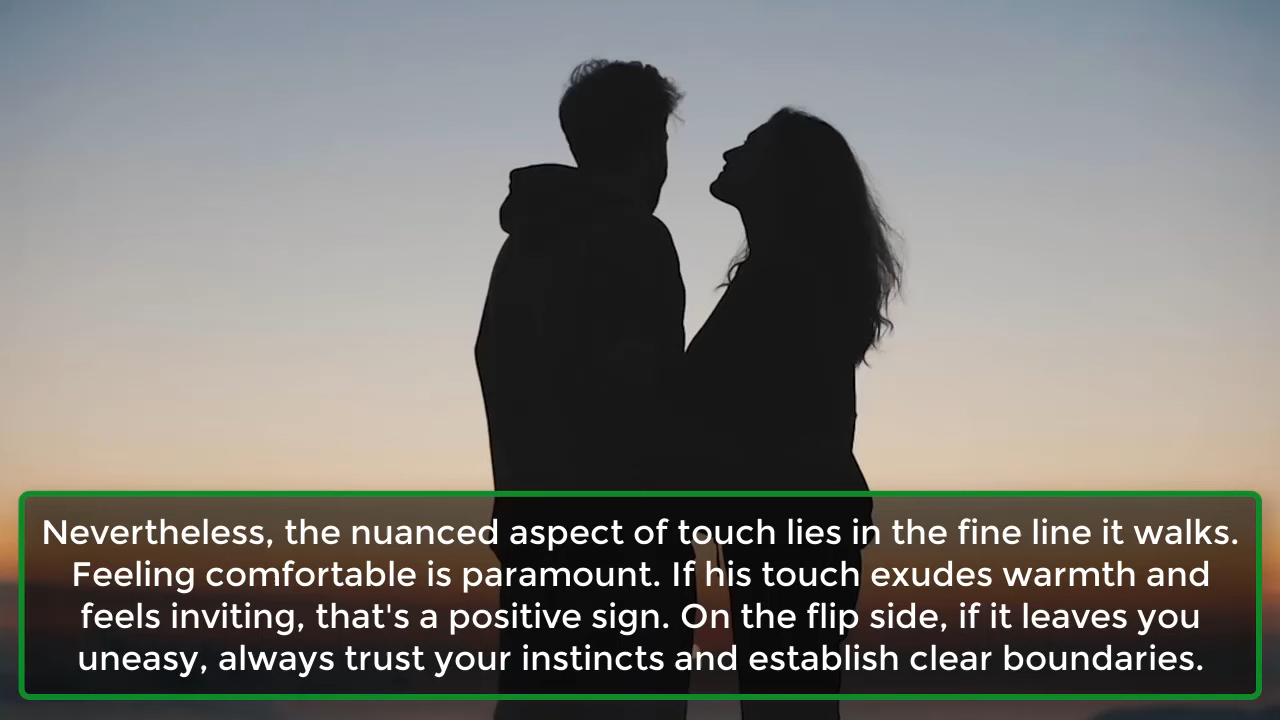 Nevertheless, the nuanced aspect of touch lies in the fine line it walks.
Feeling comfortable is paramount. If his touch exudes warmth and
feels inviting, that's a positive sign. On the flip side, if it leaves you
uneasy, always trust your instincts and establish clear boundaries.